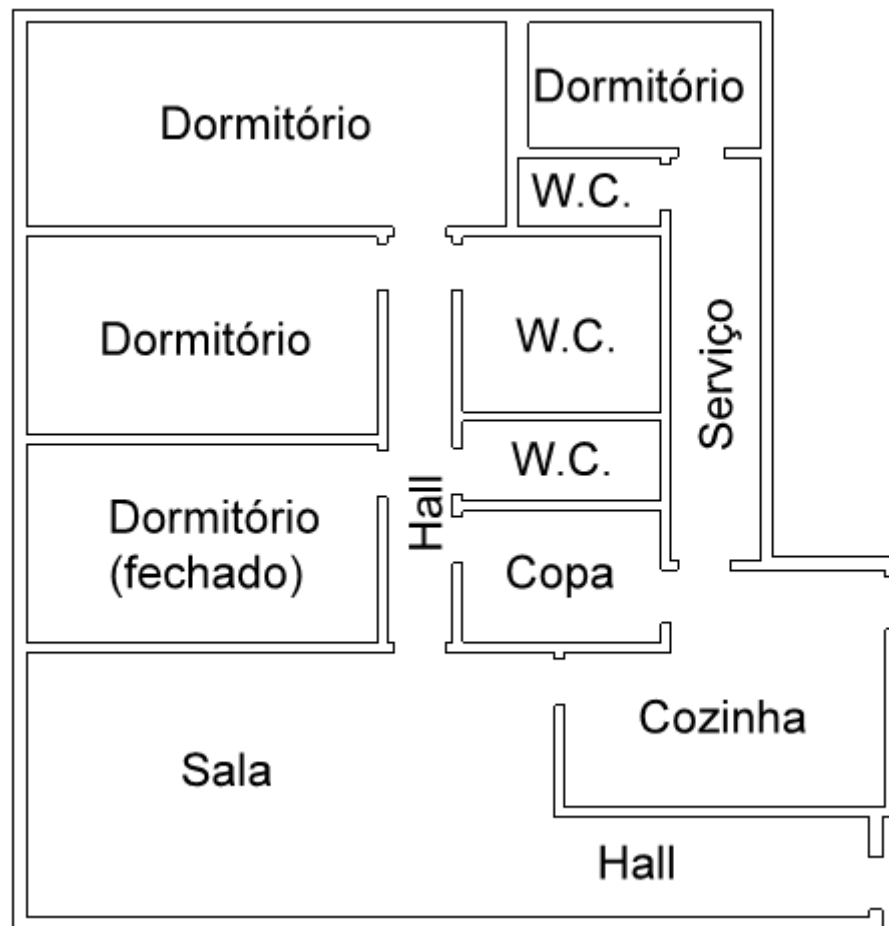 Dormitório
Dormitório
W.C.
Dormitório
W.C.
Serviço
W.C.
Hall
Dormitório
(fechado)
Copa
Cozinha
Sala
Hall